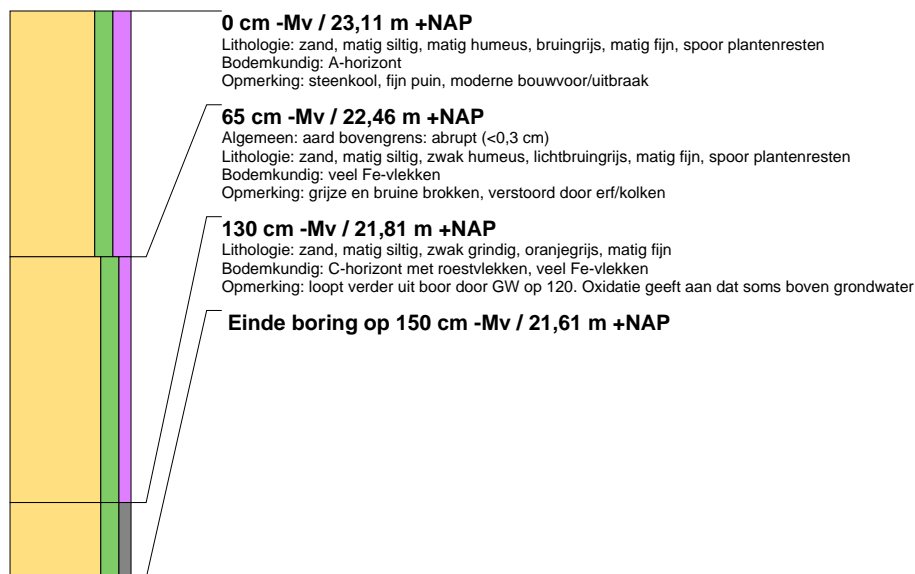 0 cm -Mv / 23,11 m +NAP
Lithologie: zand, matig siltig, matig humeus, bruingrijs, matig fijn, spoor plantenresten
Bodemkundig: A-horizont
Opmerking: steenkool, fijn puin, moderne bouwvoor/uitbraak
65 cm -Mv / 22,46 m +NAP
Algemeen: aard bovengrens: abrupt (<0,3 cm)
Lithologie: zand, matig siltig, zwak humeus, lichtbruingrijs, matig fijn, spoor plantenresten
Bodemkundig: veel Fe-vlekken
Opmerking: grijze en bruine brokken, verstoord door erf/kolken
130 cm -Mv / 21,81 m +NAP
Lithologie: zand, matig siltig, zwak grindig, oranjegrijs, matig fijn
Bodemkundig: C-horizont met roestvlekken, veel Fe-vlekken
Opmerking: loopt verder uit boor door GW op 120. Oxidatie geeft aan dat soms boven grondwater
Einde boring op 150 cm -Mv / 21,61 m +NAP